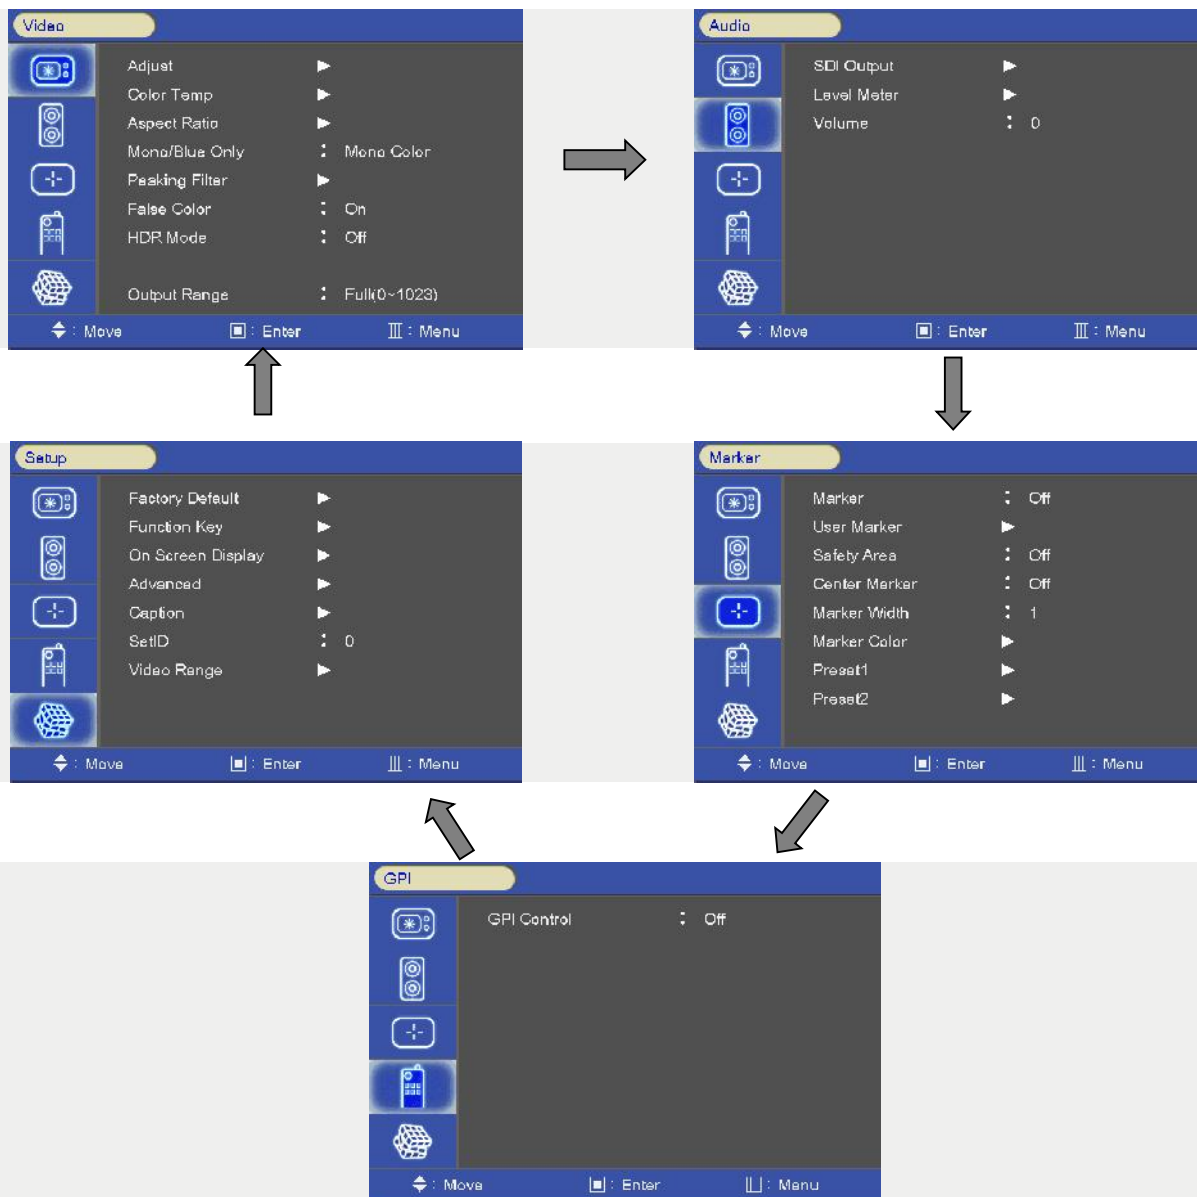 Video
Adjust
Color Temp
Aspect Ratio
Mono/Blue Only : Mono Color
Peaking Filter
False Color : On
HDR Mode : Off
Output Range : Full(0~1023)
: Move : Enter : Menu
Audio
SDI Output
Level Meter
Volume : 0
: Move : Enter : Menu
Setup
Factory Default
Function Key
On Screen Display
Advanced
Caption
SetID : 0
Video Range
: Move : Enter : Menu
Marker
Marker : Off
User Marker
Safety Area : Off
Center Marker : Off
Marker Width : 1
Marker Color
Preset1
Preset2
: Move : Enter : Menu
GPI
GPI Control : Off
: Move : Enter : Menu